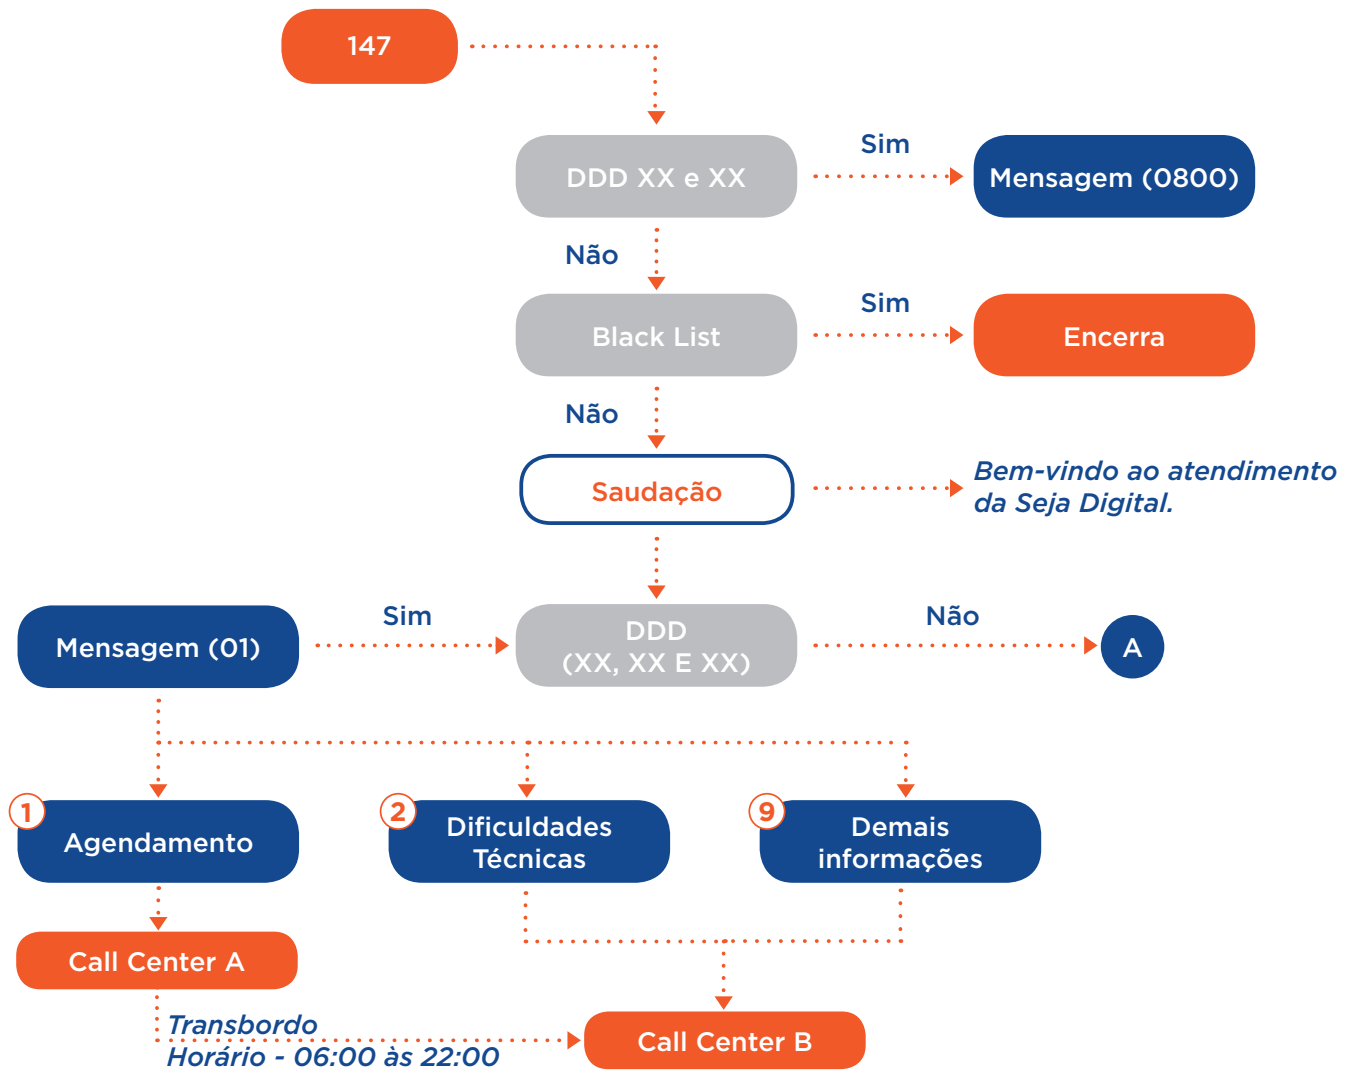 147
DDD XX e XX
Sim
Mensagem (0800)
Não
Black List
Sim
Encerra
Não
Saudação
Bem-vindo ao atendimento
da Seja Digital.
Mensagem (01)
Sim
DDD
(XX, XX E XX)
Não
A
1
Agendamento
2
Dificuldades
Técnicas
9
Demais
informações
Call Center A
Transbordo
Horário - 06:00 às 22:00
Call Center B